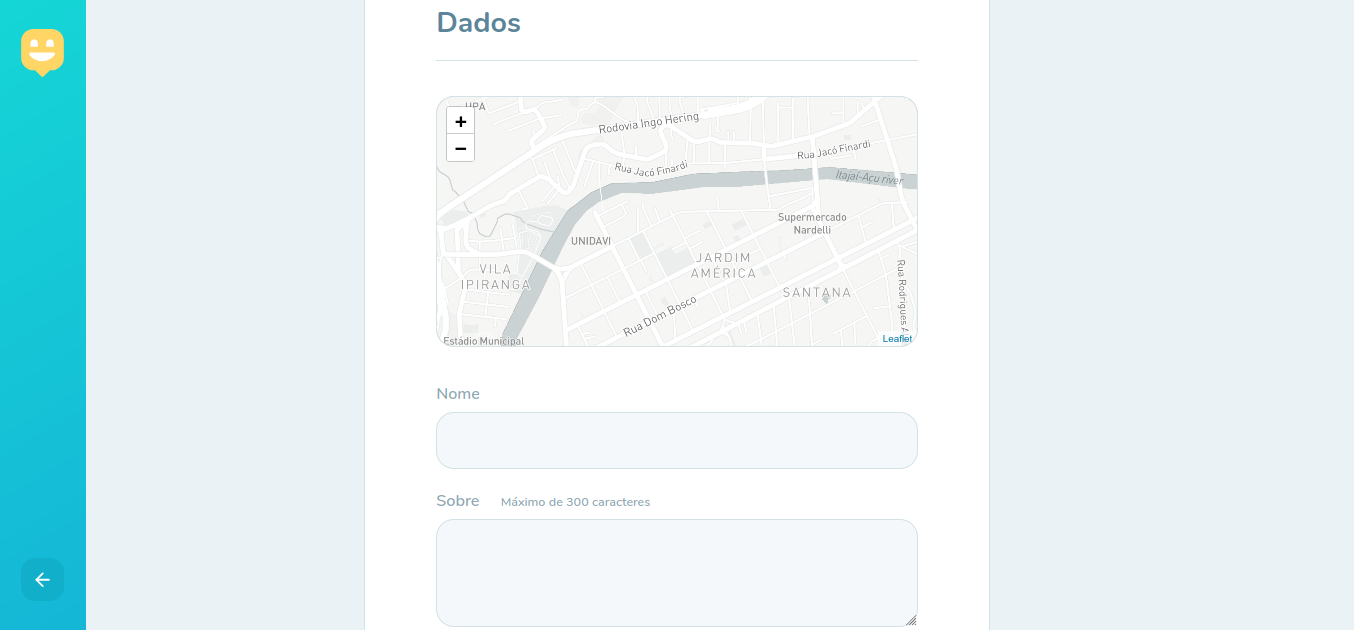 Dados
UPA
+
−
Rodovia Ingo Hering
Rua Jacó Finardi
Rua Jacó Finardi
Itajaí-Açu river
Supermercado
Nardelli
UNIDAVI
JARDIM
AMÉRICA
VILA
IPIRANGA
SANTANA
Rua Rodrigues A
Rua Dom Bosco
Estádio Municipal
Leaflet
Nome
Sobre Máximo de 300 caracteres